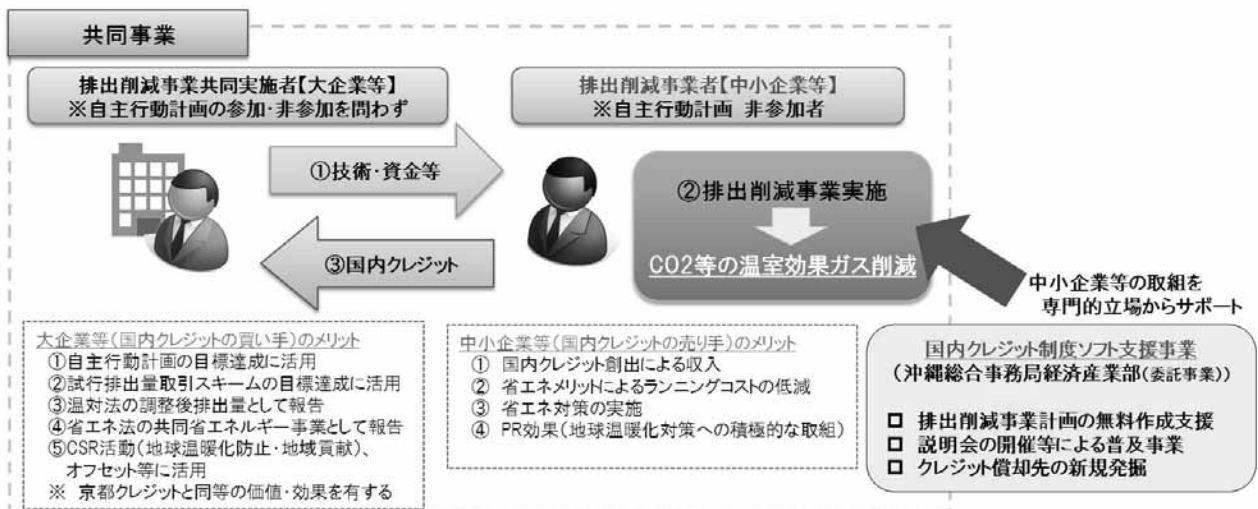 共同事業
排出削減事業共同実施者【大企業等】
※自主行動計画の参加・非参加を問わず
排出削減事業者【中小企業等】
※自主行動計画 非参加者
①技術・資金等
②排出削減事業実施
CO2等の温室効果ガス削減
③国内クレジット
中小企業等の取組を
専門的立場からサポート
大企業等(国内クレジットの買い手)のメリット
①自主行動計画の目標達成に活用
②試行排出量取引スキームの目標達成に活用
③温対法の調整後排出量として報告
④省エネ法の共同省エネルギー事業として報告
⑤CSR活動(地球温暖化防止・地域貢献)、
オフセット等に活用
※ 京都クレジットと同等の価値・効果を有する
中小企業等(国内クレジットの売り手)のメリット
① 国内クレジット創出による収入
② 省エネメリットによるランニングコストの低減
③ 省エネ対策の実施
④ PR効果(地球温暖化対策への積極的な取組)
国内クレジット制度ソフト支援事業
(沖縄総合事務局経済産業部(委託事業))
□ 排出削減事業計画の無料作成支援
□ 説明会の開催等による普及事業
□ クレジット償却先の新規発掘